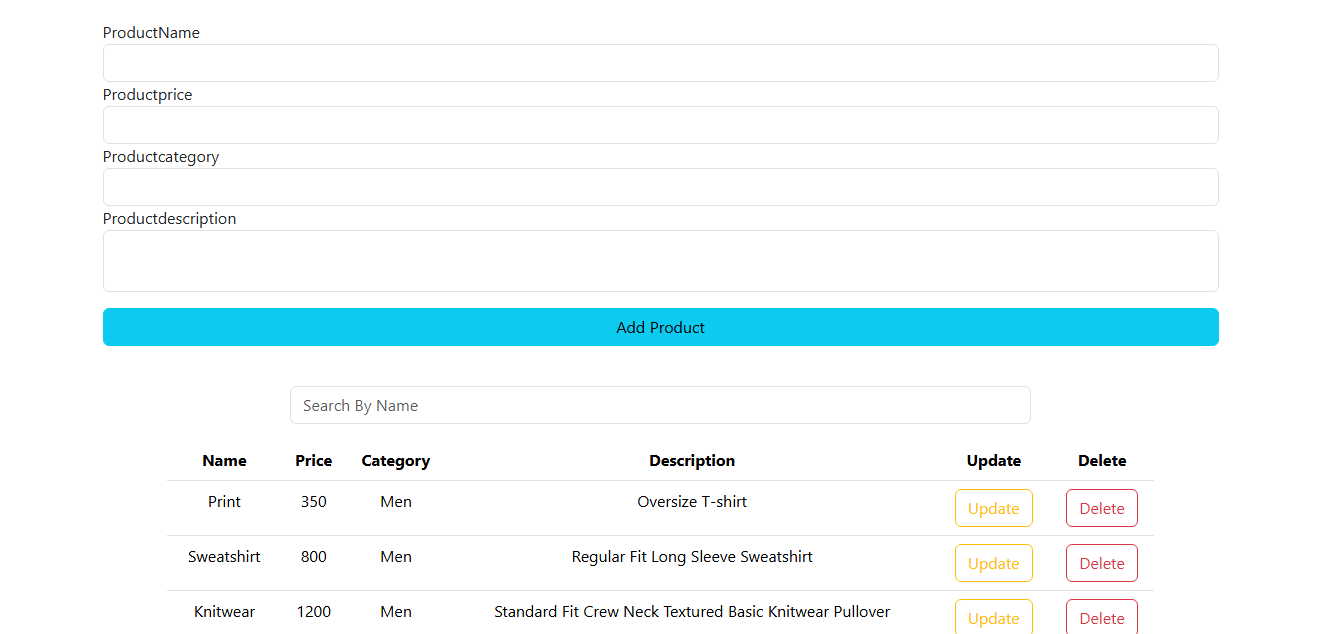 ProductName
Productprice
Productcategory
Productdescription
Add Product
Search By Name
Name Price Category Description Update Delete
Print 350 Men Oversize T-shirt Update Delete
Sweatshirt 800 Men Regular Fit Long Sleeve Sweatshirt Update Delete
Knitwear 1200 Men Standard Fit Crew Neck Textured Basic Knitwear Pullover Update Delete